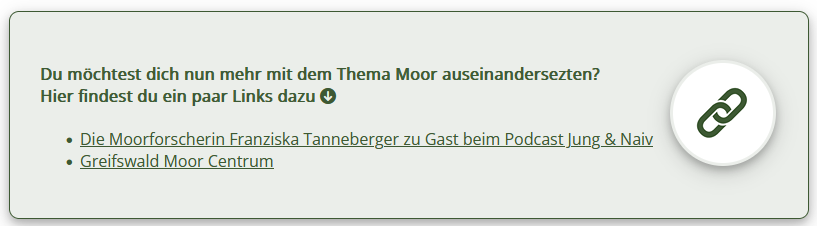 Du möchtest dich nun mehr mit dem Thema Moor auseinandersezten?
Hier findest du ein paar Links dazu
Die Moorforscherin Franziska Tanneberger zu Gast beim Podcast Jung & Naiv
Greifswald Moor Centrum